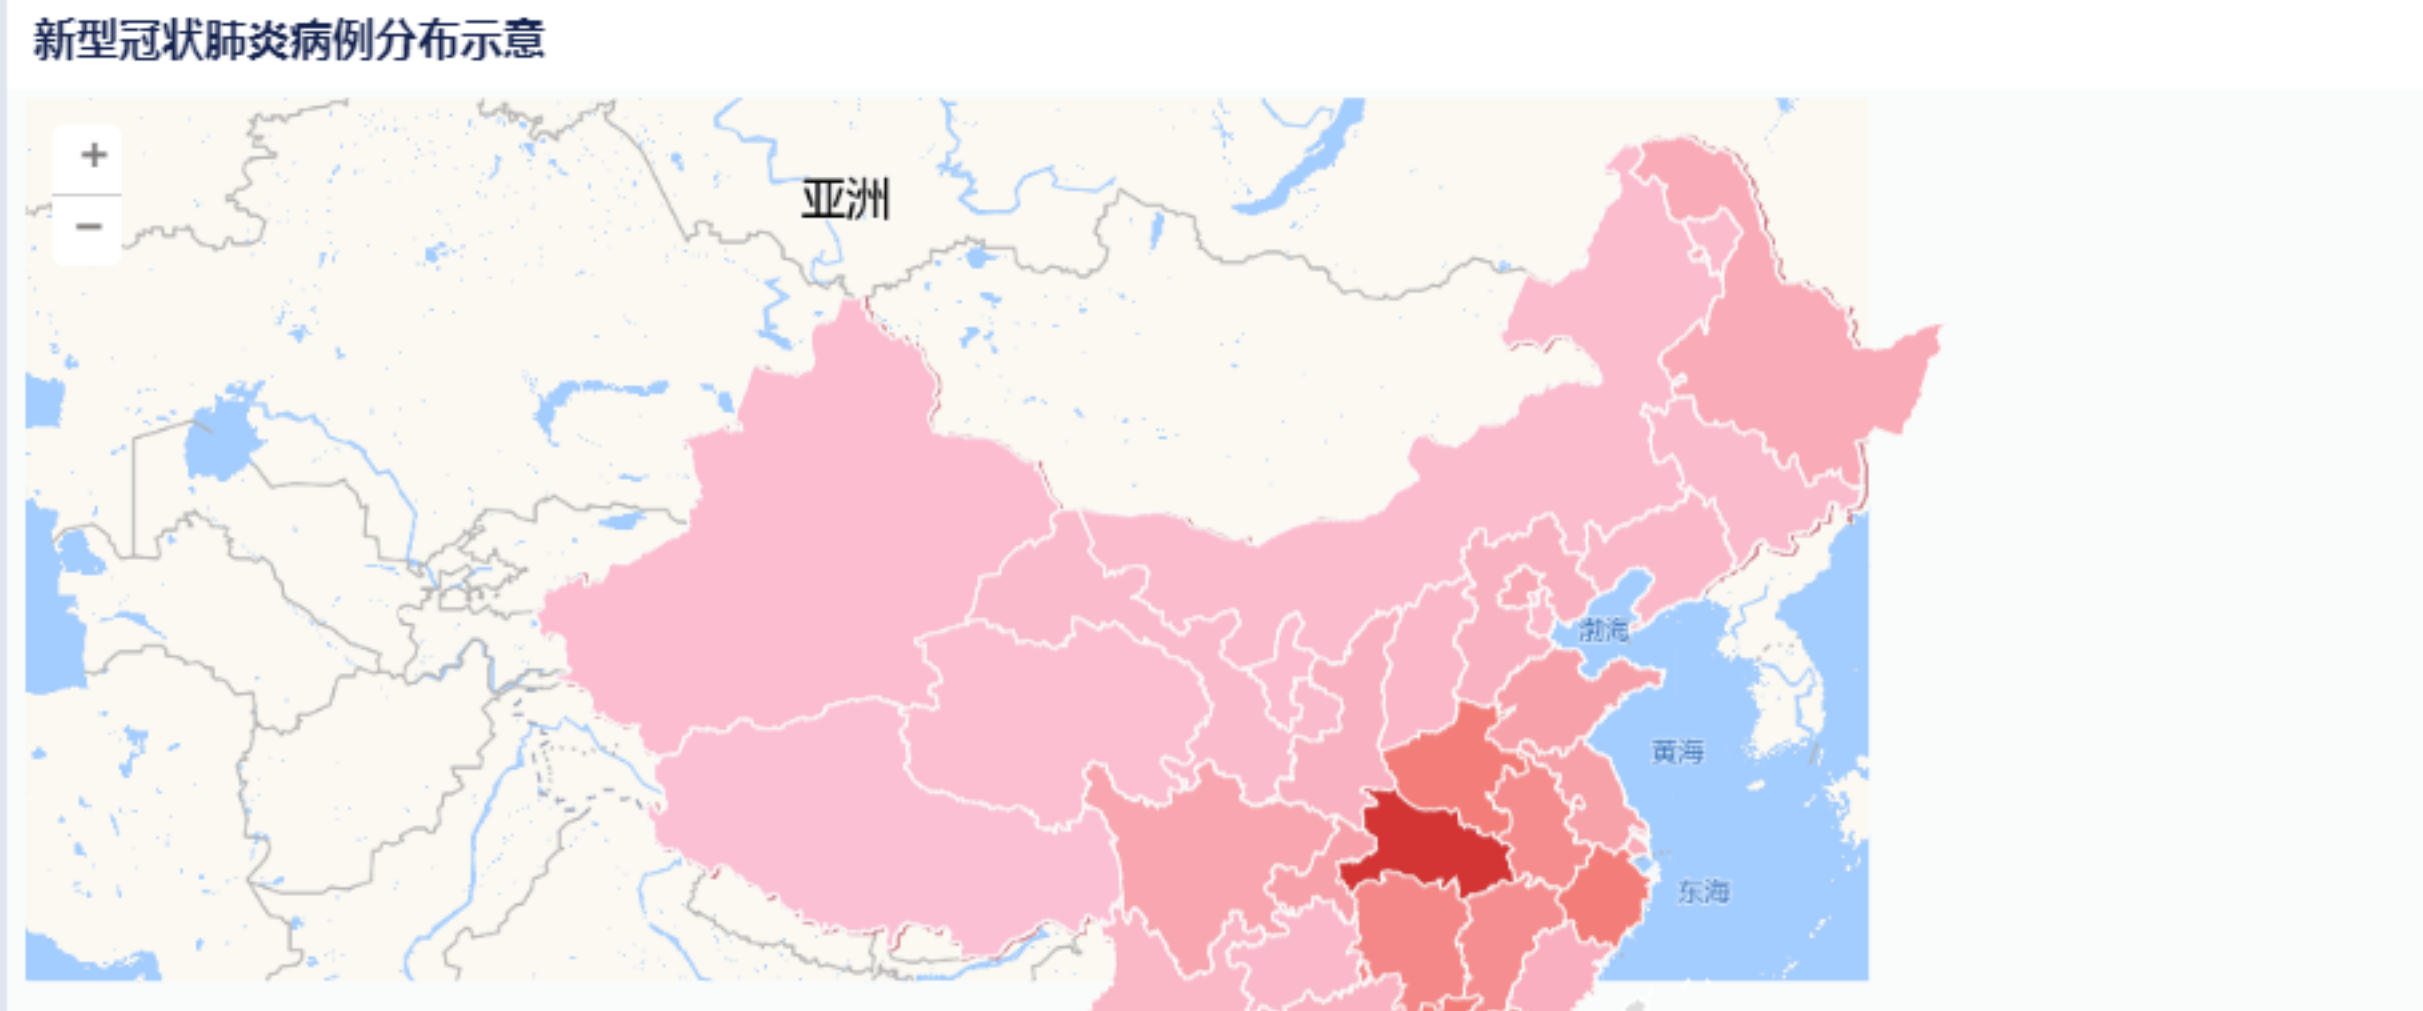 新型冠状肺炎病例分布示意
+
亚洲
−
渤海
黄海
东海